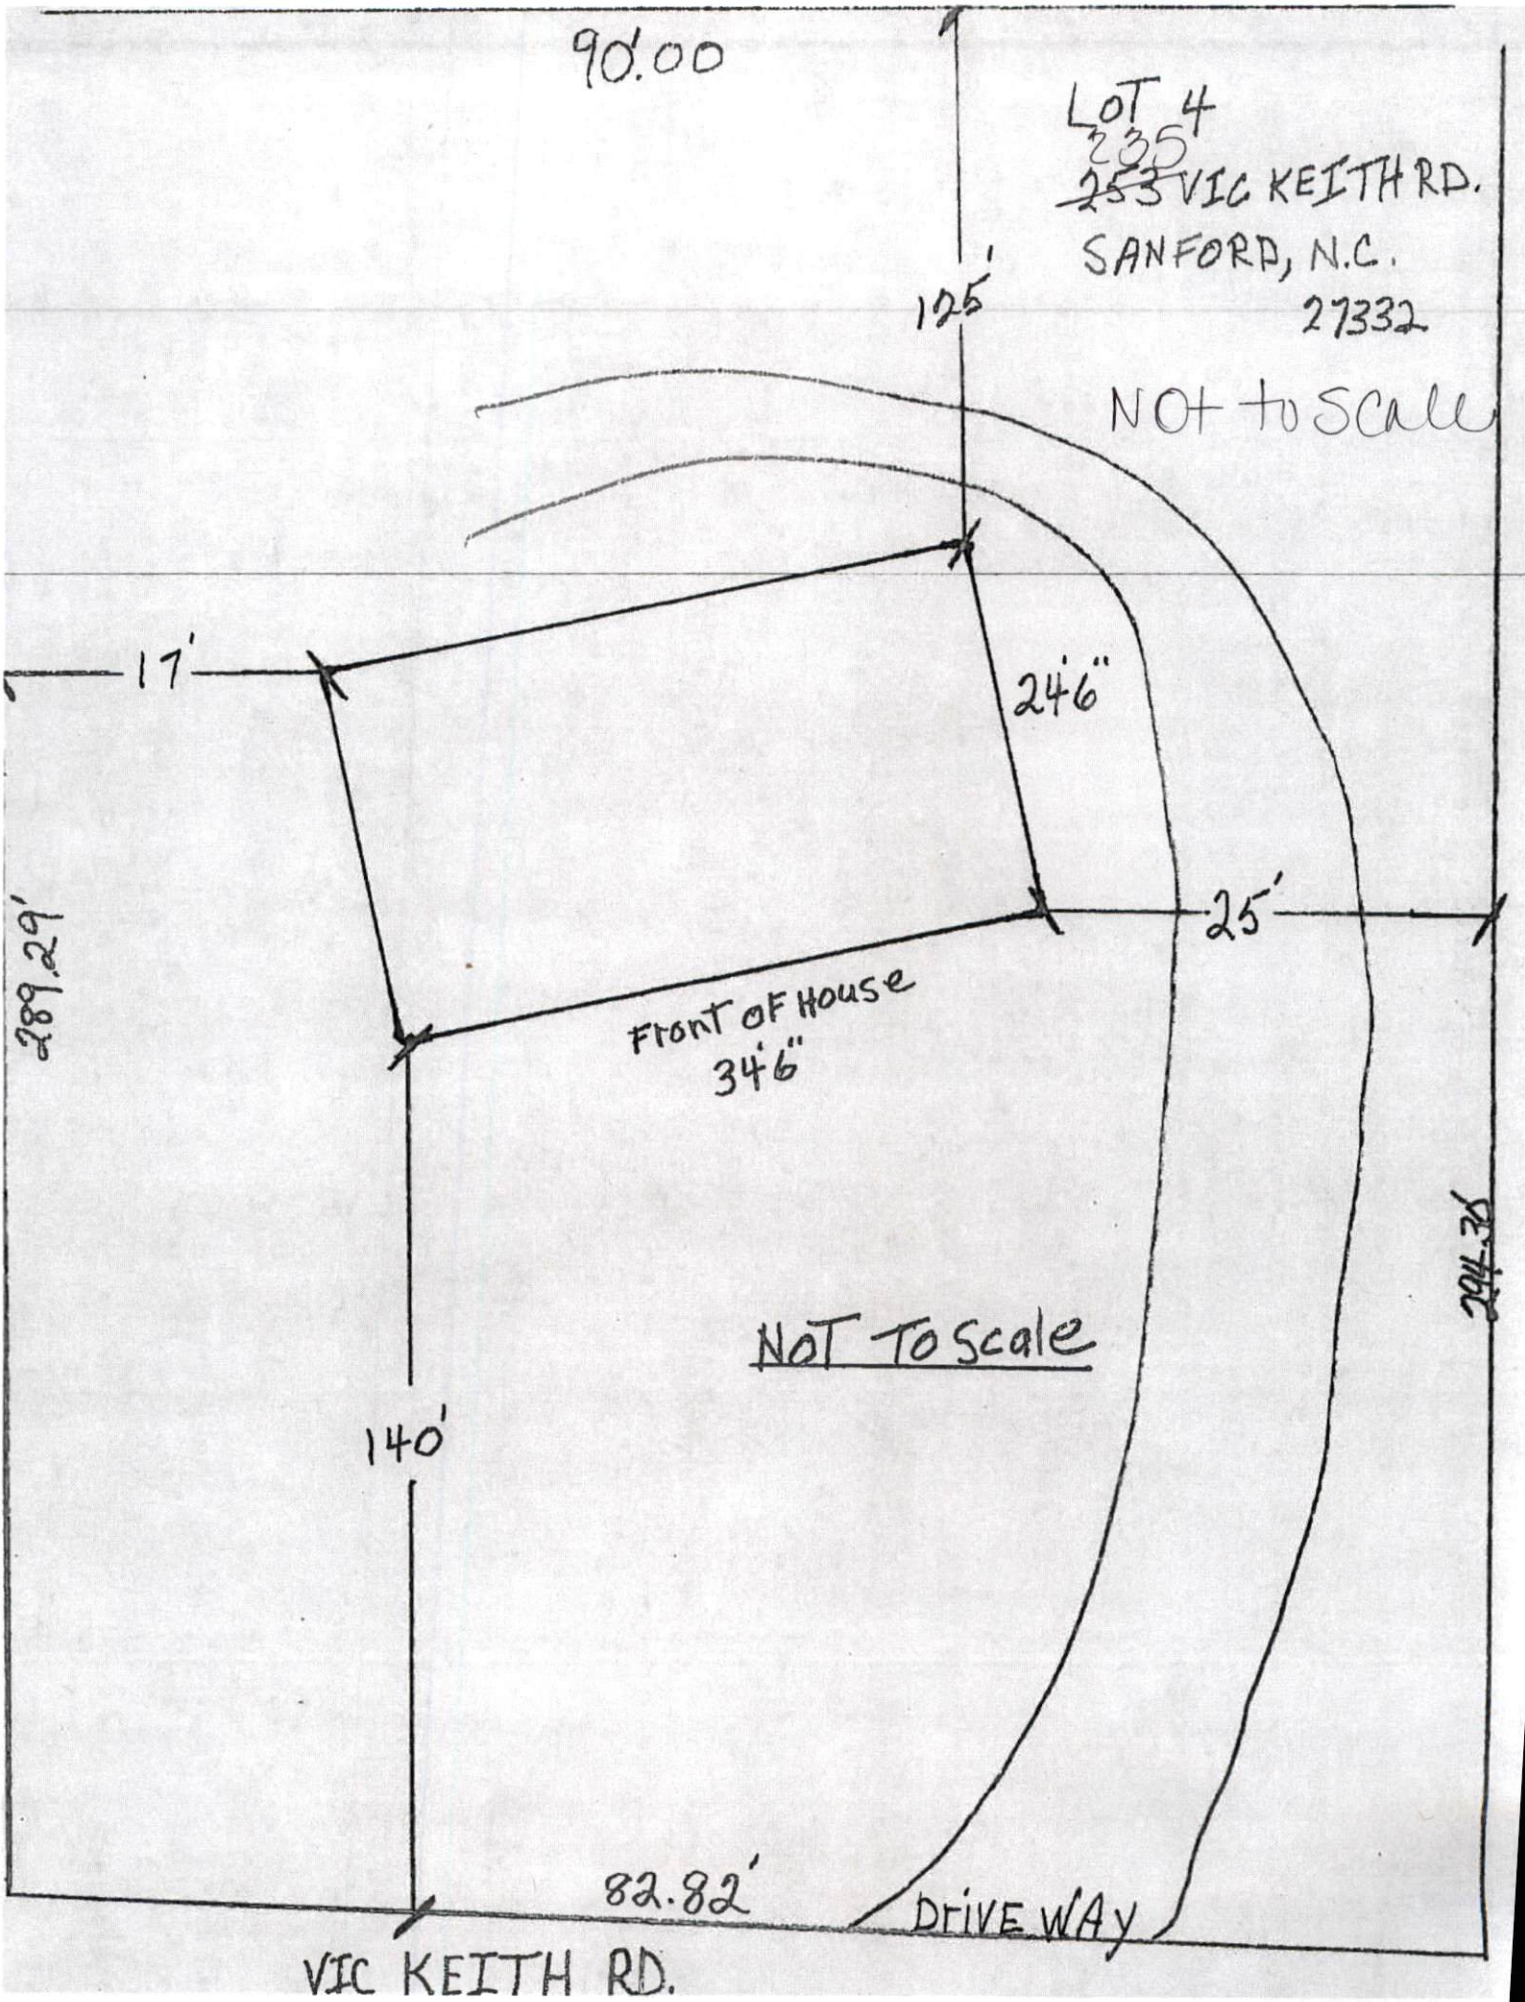 90'.00
LOT 4
235
253 VIC KEITH RD.
SANFORD, N.C.
27332
125'
NOt to Scale
17'
24'6"
25'
289.29'
Front OF House
34'6"
NOT TO Scale
140'
82.82'
DRIVE WAY
VIC KEITH RD.